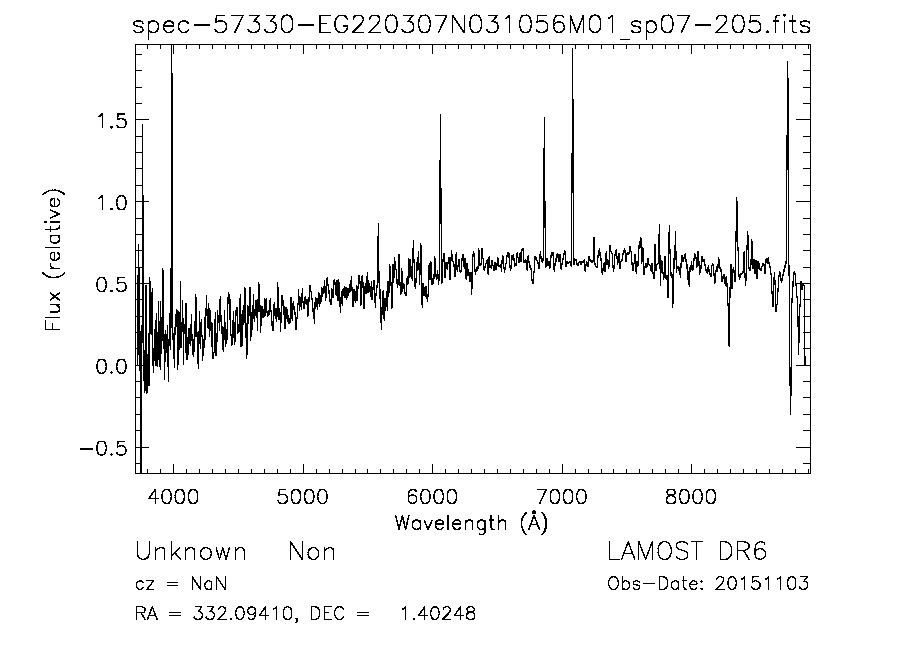 spec-57330-EG220307N031056M01_sp07-205.fits
1.5
1.0
0.5
0.0
-0.5
Flux (relative)
4000 5000 6000 7000 8000
Wavelength (Å)
Unknown Non LAMOST DR6
cz = NaN Obs-Date: 20151103
RA = 332.09410, DEC = 1.40248